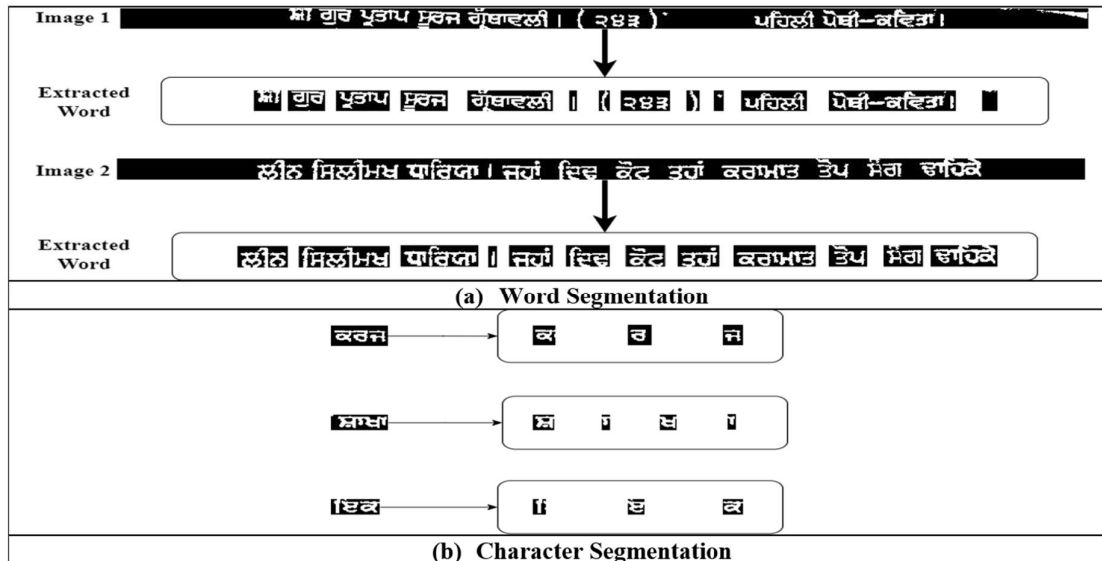 Image 1 ਸ੍ਰੀ ਗੁਰ ਪ੍ਰਤਾਪ ਸੂਰਜ ਗ੍ਰੰਥਾਵਲੀ। ( ੨੪੩ ) ਪਹਿਲੀ ਪੋਥੀ-ਕਵਿਤਾ।
Extracted Word ਸ੍ਰੀ ਗੁਰ ਪ੍ਰਤਾਪ ਸੂਰਜ ਗ੍ਰੰਥਾਵਲੀ । ( ੨੪੩ ) ਪਹਿਲੀ ਪੋਥੀ-ਕਵਿਤਾ।
Image 2 ਲੀਨ ਸਿਲੀਮਖ ਧਾਰਿਯਾ। ਜਹਾਂ ਦਿਢ ਕੋਟ ਤਹਾਂ ਕਰਾਮਾਤ ਤੋਪ ਸੰਗ ਢਾਹਿਕੈ
Extracted Word ਲੀਨ ਸਿਲੀਮਖ ਧਾਰਿਯਾ । ਜਹਾਂ ਦਿਢ ਕੋਟ ਤਹਾਂ ਕਰਾਮਾਤ ਤੋਪ ਸੰਗ ਢਾਹਿਕੈ
(a) Word Segmentation
ਕਰਜ ਕ ਰ ਜ
ਸ਼ਾਖਾ ਸ਼ ਾ ਖ ਾ
ਇਕ ਿ ੲ ਕ
(b) Character Segmentation